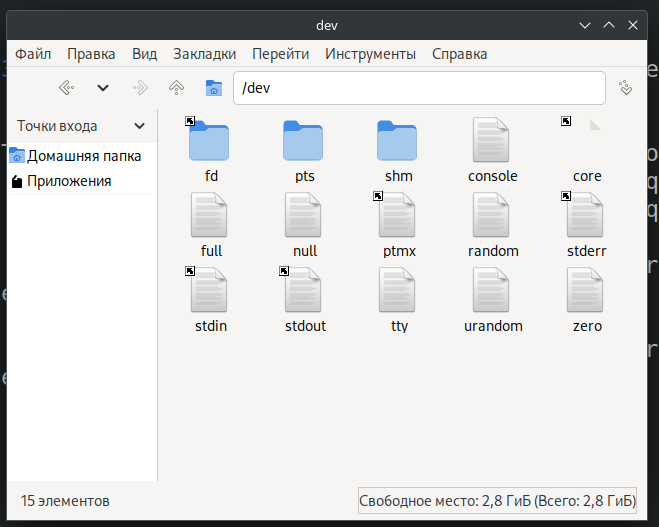 dev
Файл Правка Вид Закладки Перейти Инструменты Справка
/dev
Точки входа
Домашняя папка
Приложения
fd pts shm console core
full null ptmx random stderr
stdin stdout tty urandom zero
15 элементов
Свободное место: 2,8 ГиБ (Всего: 2,8 ГиБ)